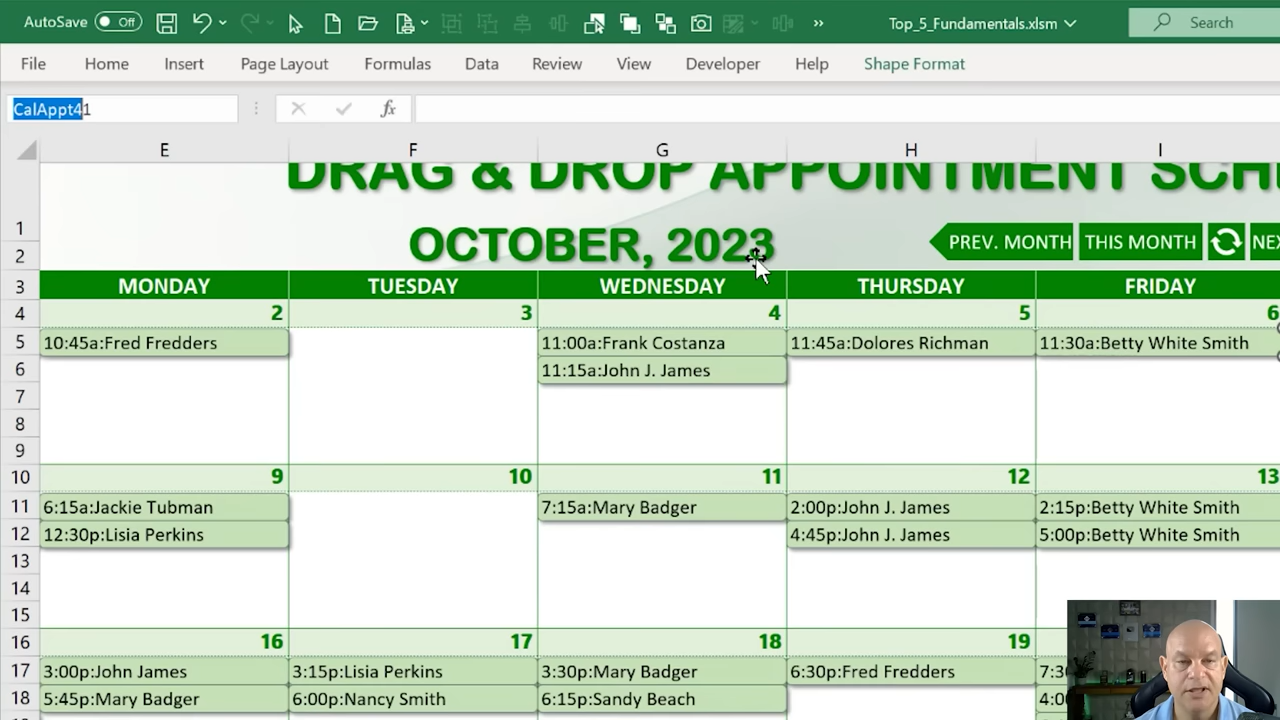 AutoSave Off Top_5_Fundamentals.xlsm Search
File Home Insert Page Layout Formulas Data Review View Developer Help Shape Format
CalAppt41 fx
E F G H I
DRAG & DROP APPOINTMENT SCH
1 PREV. MONTH THIS MONTH NE
2 OCTOBER, 2023
3 MONDAY TUESDAY WEDNESDAY THURSDAY FRIDAY
4 2 3 4 5 6
5 10:45a:Fred Fredders 11:00a:Frank Costanza 11:45a:Dolores Richman 11:30a:Betty White Smith
6 11:15a:John J. James
7
8
9
10 9 10 11 12 13
11 6:15a:Jackie Tubman 7:15a:Mary Badger 2:00p:John J. James 2:15p:Betty White Smith
12 12:30p:Lisia Perkins 4:45p:John J. James 5:00p:Betty White Smith
13
14
15
16 16 17 18 19
17 3:00p:John James 3:15p:Lisia Perkins 3:30p:Mary Badger 6:30p:Fred Fredders 7:3
18 5:45p:Mary Badger 6:00p:Nancy Smith 6:15p:Sandy Beach 4:0